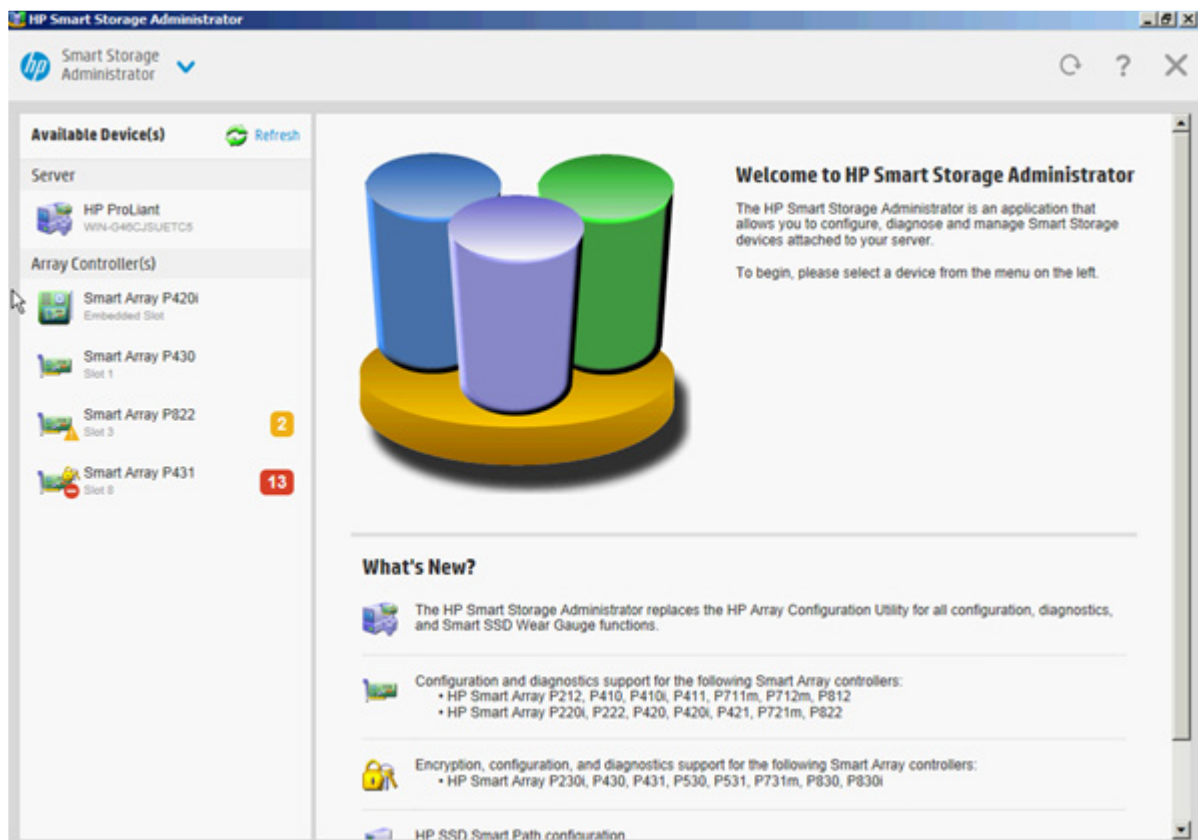 HP Smart Storage Administrator
hp
Smart Storage
Administrator
?
Available Device(s)
Refresh
Server
HP ProLiant
WIN-G46CJSUETC5
Array Controller(s)
Smart Array P420i
Embedded Slot
Smart Array P430
Slot 1
Smart Array P822
Slot 3
2
Smart Array P431
Slot 8
13
Welcome to HP Smart Storage Administrator
The HP Smart Storage Administrator is an application that
allows you to configure, diagnose and manage Smart Storage
devices attached to your server.
To begin, please select a device from the menu on the left.
What's New?
The HP Smart Storage Administrator replaces the HP Array Configuration Utility for all configuration, diagnostics,
and Smart SSD Wear Gauge functions.
Configuration and diagnostics support for the following Smart Array controllers:
• HP Smart Array P212, P410, P410i, P411, P711m, P712m, P812
• HP Smart Array P220i, P222, P420, P420i, P421, P721m, P822
Encryption, configuration, and diagnostics support for the following Smart Array controllers:
• HP Smart Array P230i, P430, P431, P530, P531, P731m, P830, P830i
HP SSD Smart Path configuration